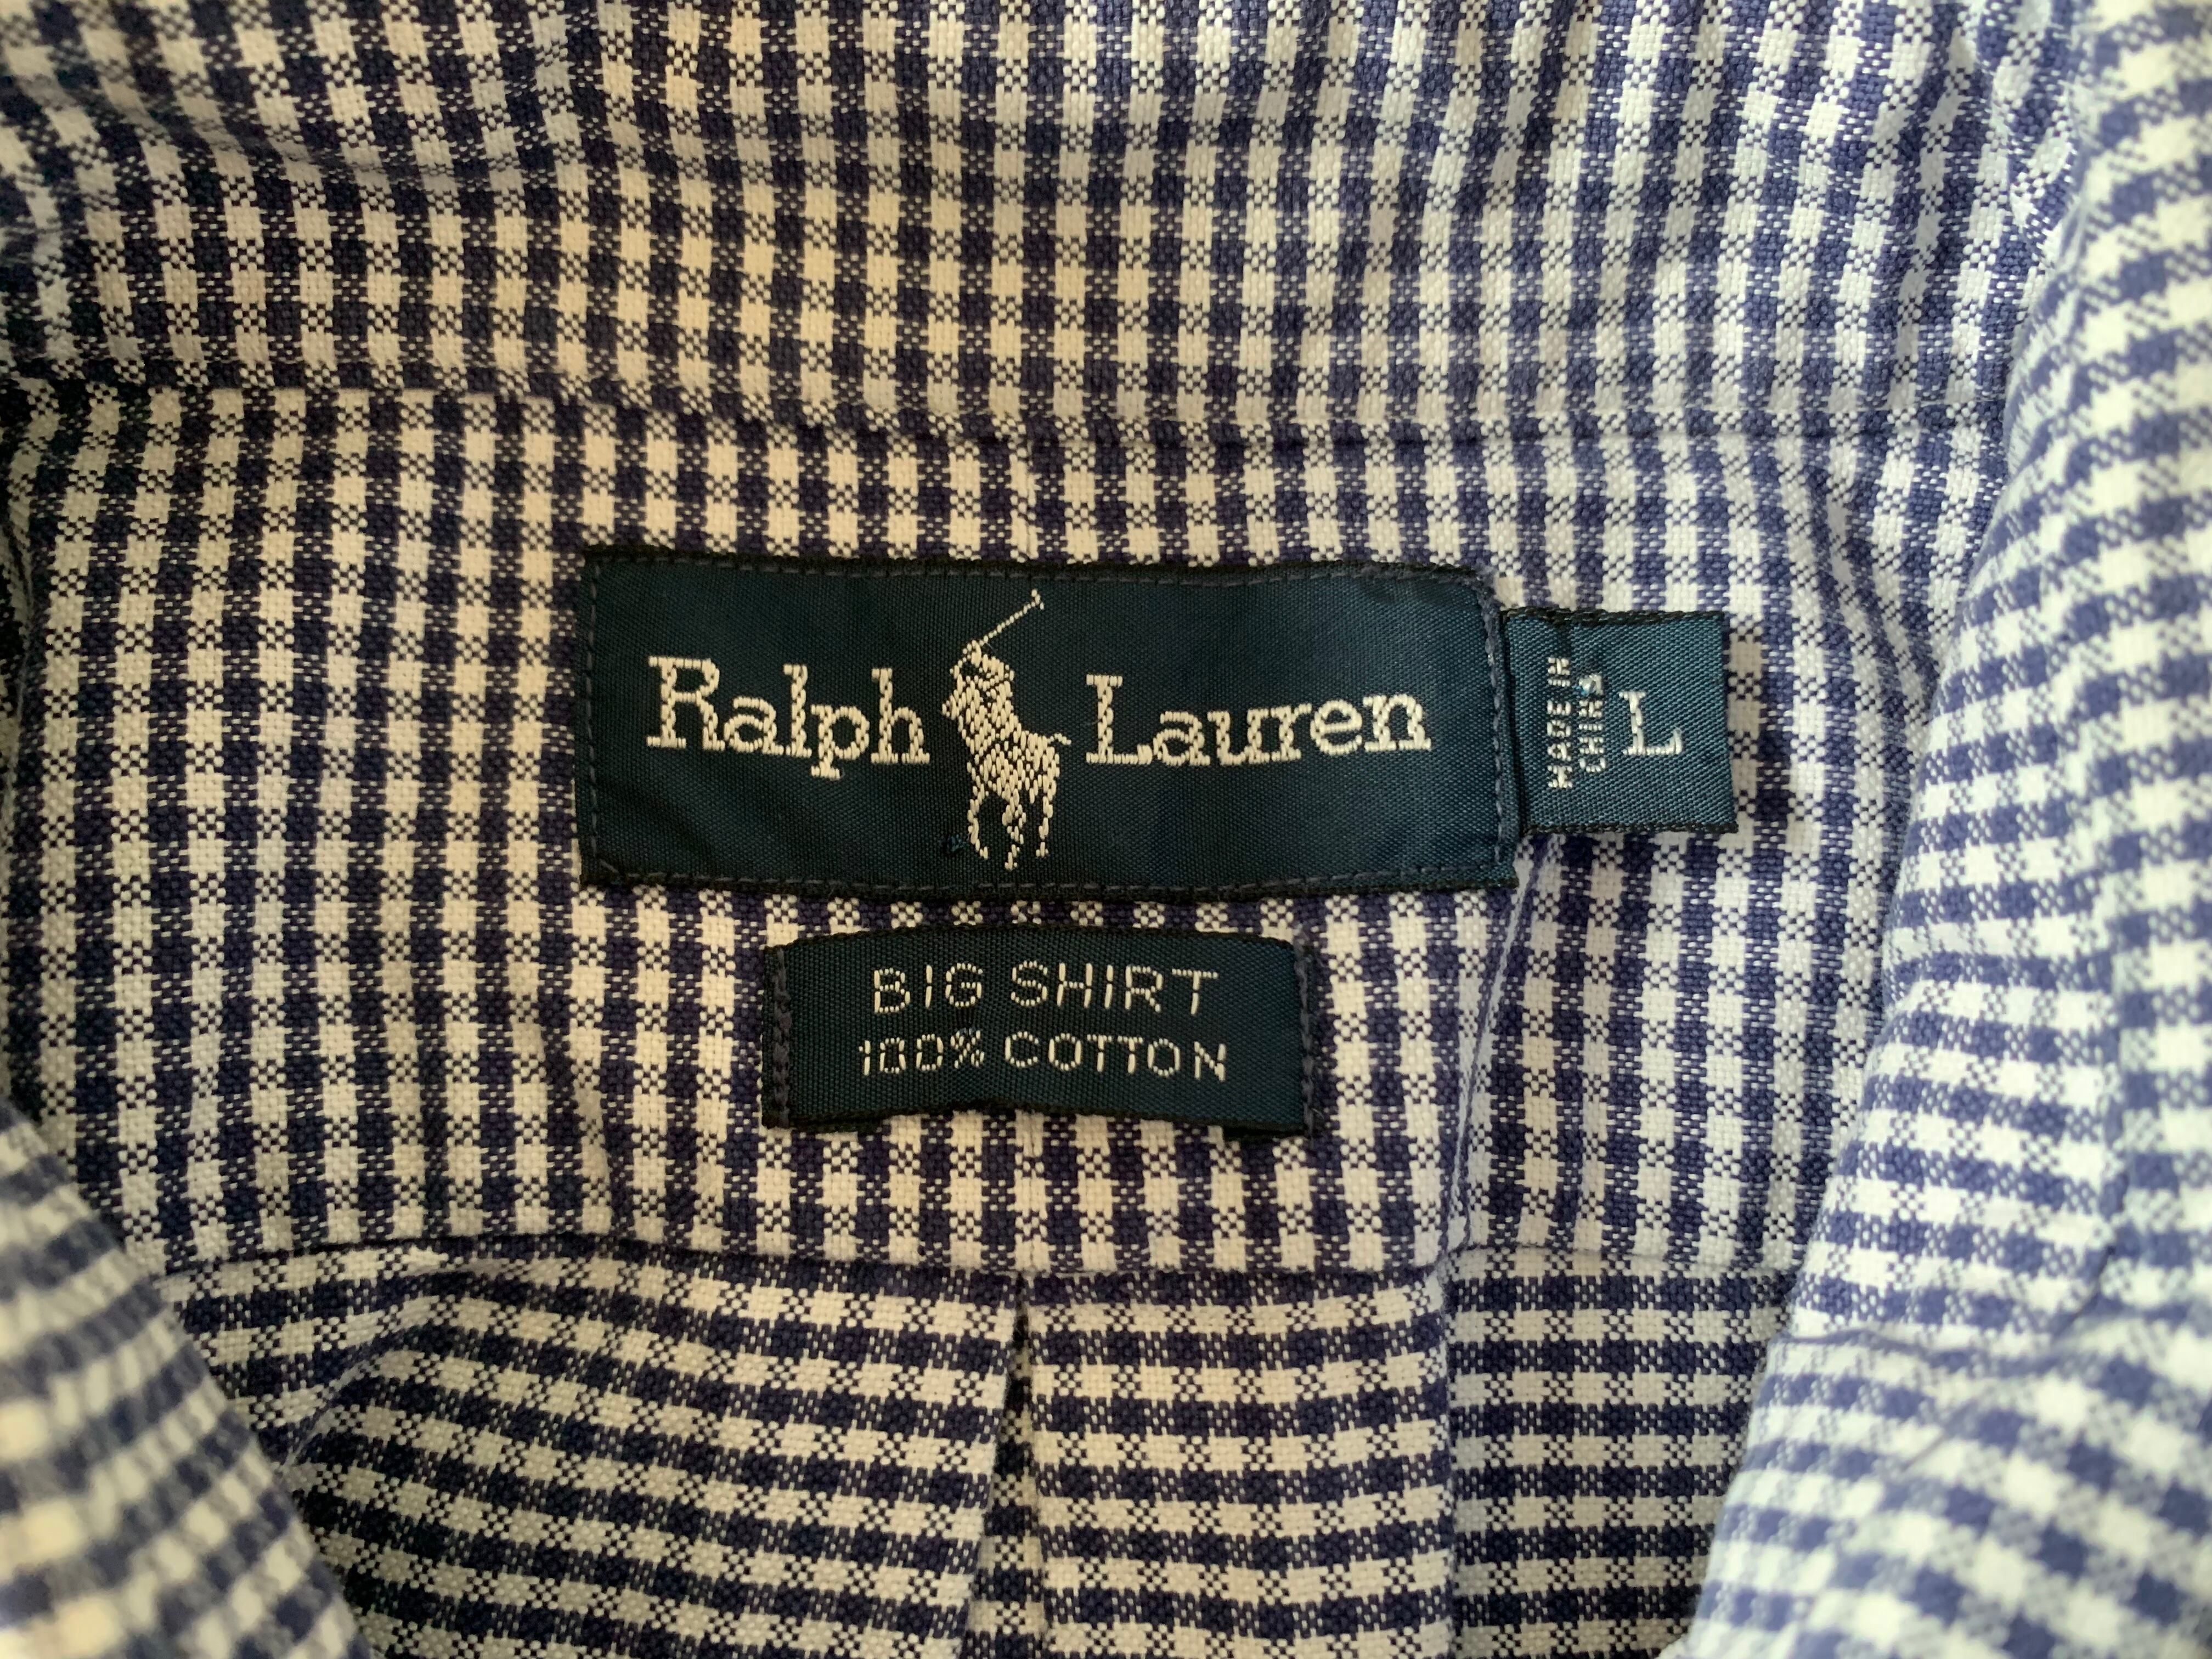 Ralph Lauren
MADE IN
CHINA
L
BIG SHIRT
100% COTTON